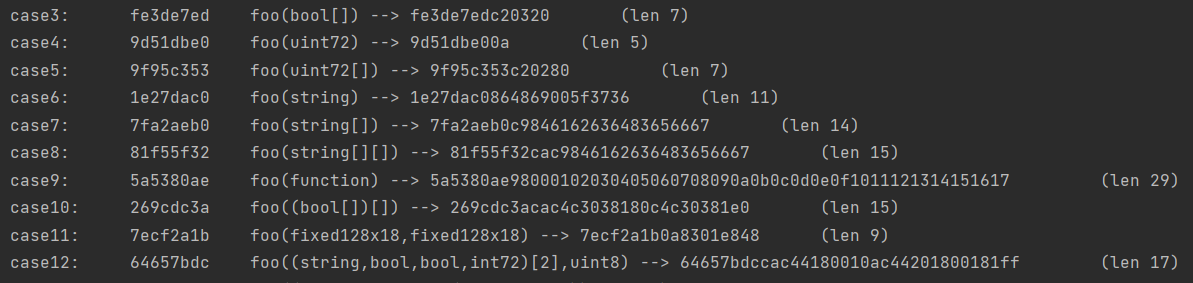 case3: fe3de7ed foo(bool[]) --> fe3de7edc20320 (len 7)
case4: 9d51dbe0 foo(uint72) --> 9d51dbe00a (len 5)
case5: 9f95c353 foo(uint72[]) --> 9f95c353c20280 (len 7)
case6: 1e27dac0 foo(string) --> 1e27dac0864869005f3736 (len 11)
case7: 7fa2aeb0 foo(string[]) --> 7fa2aeb0c9846162636483656667 (len 14)
case8: 81f55f32 foo(string[][]) --> 81f55f32cac9846162636483656667 (len 15)
case9: 5a5380ae foo(function) --> 5a5380ae98000102030405060708090a0b0c0d0e0f1011121314151617 (len 29)
case10: 269cdc3a foo((bool[])[]) --> 269cdc3acac4c3038180c4c30381e0 (len 15)
case11: 7ecf2a1b foo(fixed128x18,fixed128x18) --> 7ecf2a1b0a8301e848 (len 9)
case12: 64657bdc foo((string,bool,bool,int72)[2],uint8) --> 64657bdccac44180010ac44201800181ff (len 17)